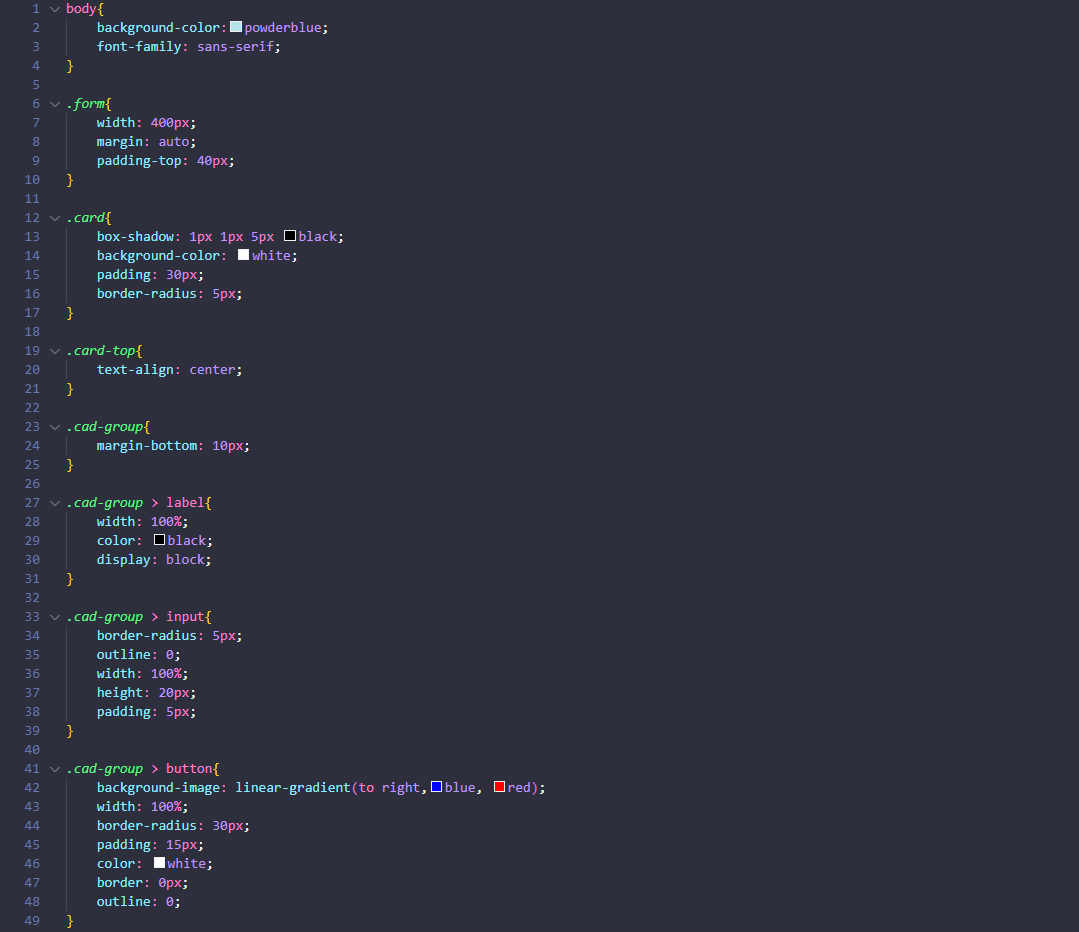 1 body{
2     background-color: powderblue;
3     font-family: sans-serif;
4 }
5
6 .form{
7     width: 400px;
8     margin: auto;
9     padding-top: 40px;
10 }
11
12 .card{
13     box-shadow: 1px 1px 5px black;
14     background-color: white;
15     padding: 30px;
16     border-radius: 5px;
17 }
18
19 .card-top{
20     text-align: center;
21 }
22
23 .cad-group{
24     margin-bottom: 10px;
25 }
26
27 .cad-group > label{
28     width: 100%;
29     color: black;
30     display: block;
31 }
32
33 .cad-group > input{
34     border-radius: 5px;
35     outline: 0;
36     width: 100%;
37     height: 20px;
38     padding: 5px;
39 }
40
41 .cad-group > button{
42     background-image: linear-gradient(to right, blue, red);
43     width: 100%;
44     border-radius: 30px;
45     padding: 15px;
46     color: white;
47     border: 0px;
48     outline: 0;
49 }